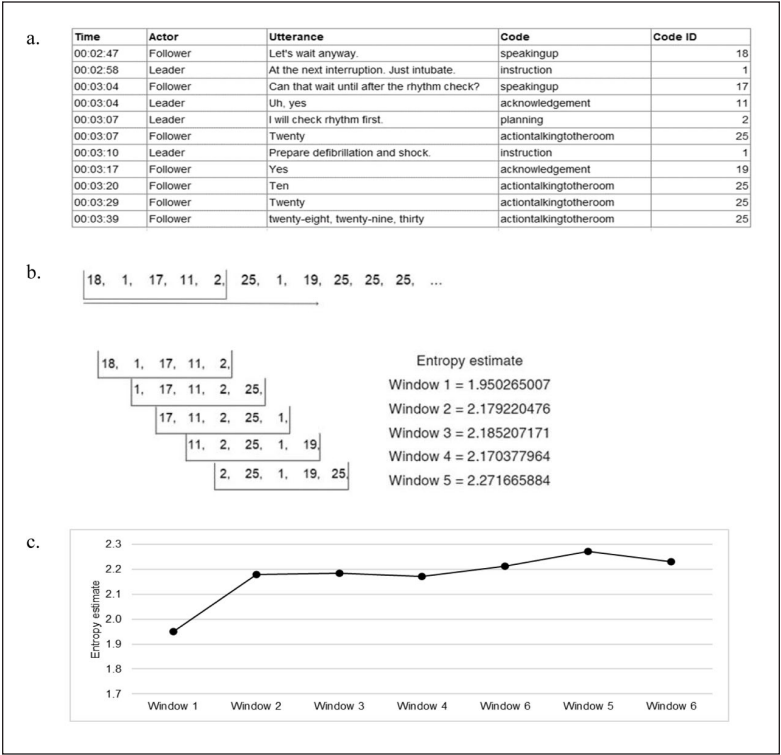 a.
Time Actor Utterance Code Code ID
00:02:47 Follower Let's wait anyway. speakingup 18
00:02:58 Leader At the next interruption. Just intubate. instruction 1
00:03:04 Follower Can that wait until after the rhythm check? speakingup 17
00:03:04 Leader Uh, yes acknowledgement 11
00:03:07 Leader I will check rhythm first. planning 2
00:03:07 Follower Twenty actiontalkingtotheroom 25
00:03:10 Leader Prepare defibrillation and shock. instruction 1
00:03:17 Follower Yes acknowledgement 19
00:03:20 Follower Ten actiontalkingtotheroom 25
00:03:29 Follower Twenty actiontalkingtotheroom 25
00:03:39 Follower twenty-eight, twenty-nine, thirty actiontalkingtotheroom 25
b.
18, 1, 17, 11, 2, 25, 1, 19, 25, 25, 25, ...
18, 1, 17, 11, 2,
1, 17, 11, 2, 25,
17, 11, 2, 25, 1,
11, 2, 25, 1, 19,
2, 25, 1, 19, 25,
Entropy estimate
Window 1 = 1.950265007
Window 2 = 2.179220476
Window 3 = 2.185207171
Window 4 = 2.170377964
Window 5 = 2.271665884
c.
Entropy estimate
2.3
2.2
2.1
2.0
1.9
1.8
1.7
Window 1 Window 2 Window 3 Window 4 Window 6 Window 5 Window 6